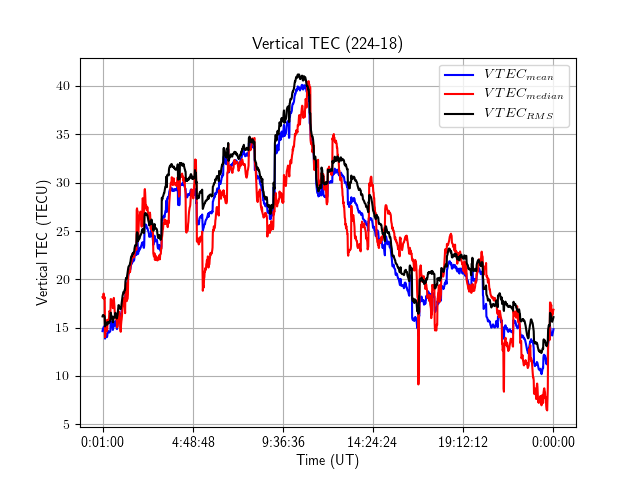 Vertical TEC (224-18)
VTEC_mean
VTEC_median
VTEC_RMS
Vertical TEC (TECU)
40
35
30
25
20
15
10
5
0:01:00 4:48:48 9:36:36 14:24:24 19:12:12 0:00:00
Time (UT)